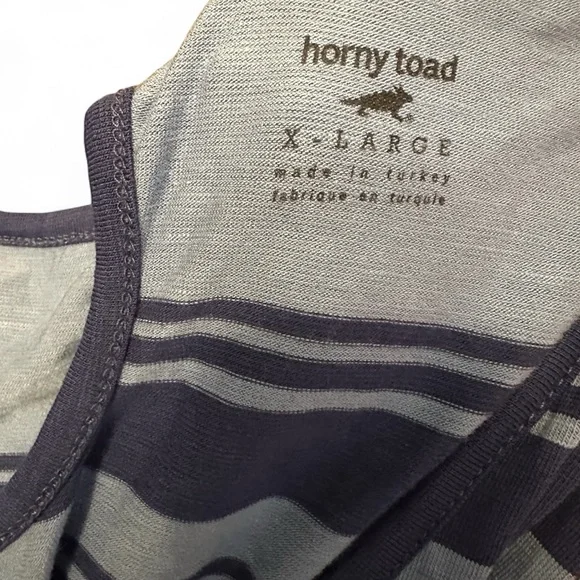 horny toad
X-LARGE
made in turkey
fabrique en turquie